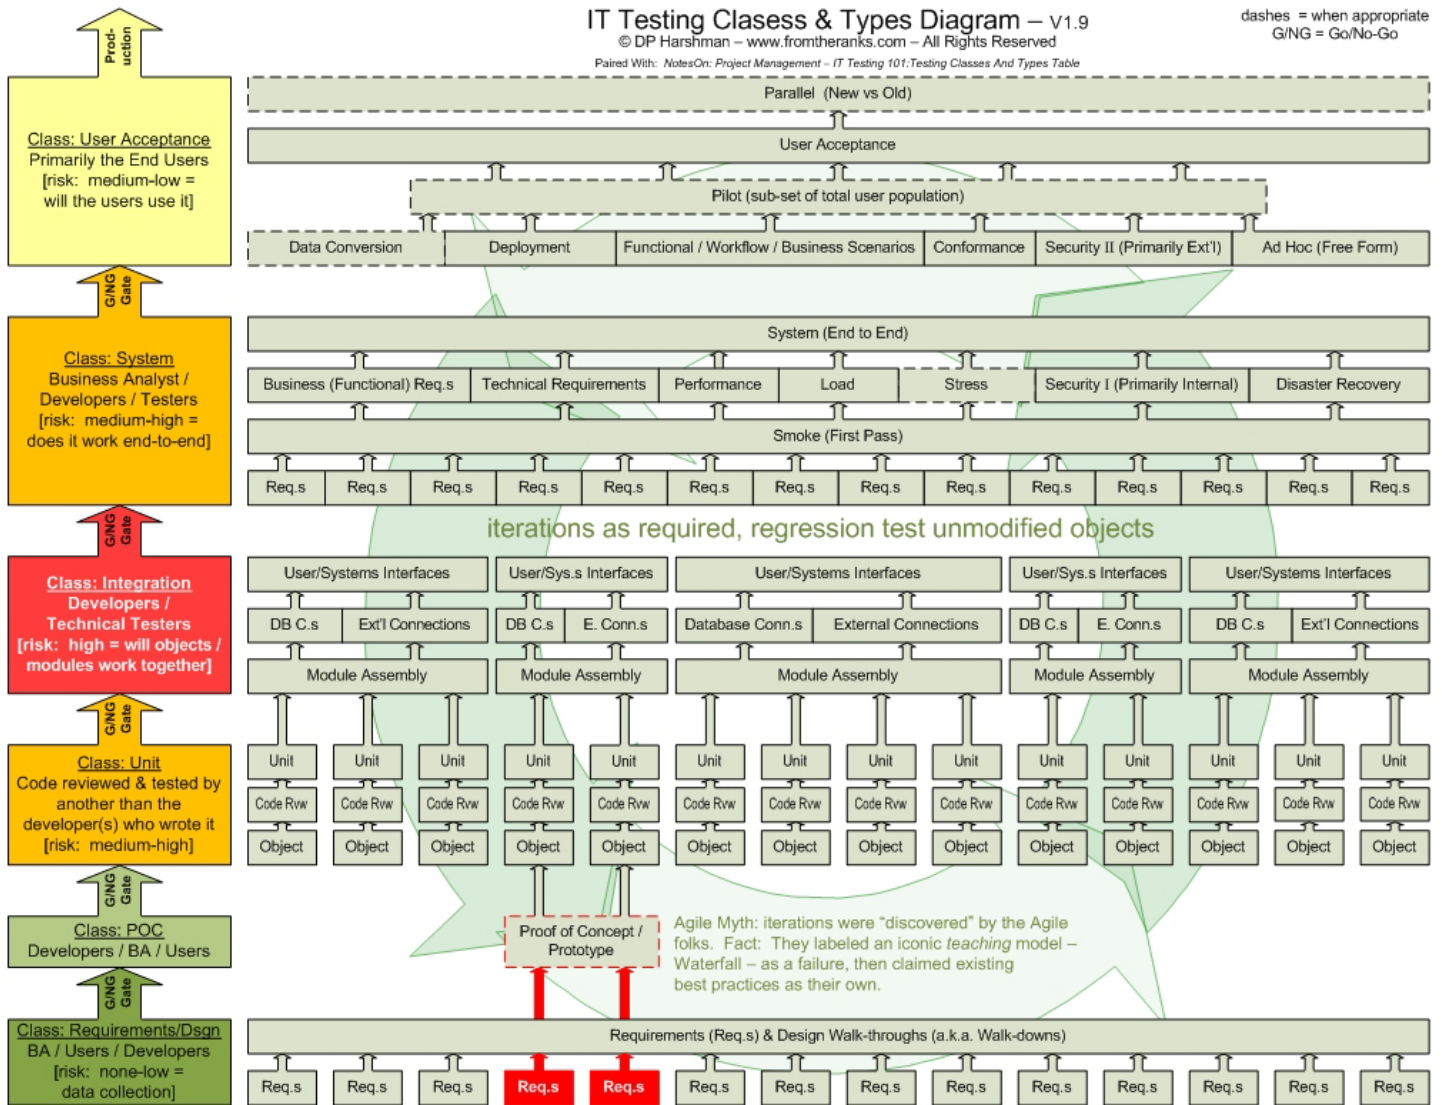 IT Testing Clasess & Types Diagram – V1.9
© DP Harshman – www.fromtheranks.com – All Rights Reserved
Paired With: NotesOn: Project Management – IT Testing 101:Testing Classes And Types Table
dashes = when appropriate
G/NG = Go/No-Go
Prod-
uction
Class: User Acceptance
Primarily the End Users
[risk: medium-low =
will the users use it]
Parallel (New vs Old)
User Acceptance
Pilot (sub-set of total user population)
Data Conversion Deployment Functional / Workflow / Business Scenarios Conformance Security II (Primarily Ext'l) Ad Hoc (Free Form)
G/NG
Gate
Class: System
Business Analyst /
Developers / Testers
[risk: medium-high =
does it work end-to-end]
System (End to End)
Business (Functional) Req.s Technical Requirements Performance Load Stress Security I (Primarily Internal) Disaster Recovery
Smoke (First Pass)
Req.s Req.s Req.s Req.s Req.s Req.s Req.s Req.s Req.s Req.s Req.s Req.s Req.s Req.s
G/NG
Gate
iterations as required, regression test unmodified objects
Class: Integration
Developers /
Technical Testers
[risk: high = will objects /
modules work together]
User/Systems Interfaces User/Sys.s Interfaces User/Systems Interfaces User/Sys.s Interfaces User/Systems Interfaces
DB C.s Ext'l Connections DB C.s E. Conn.s Database Conn.s External Connections DB C.s E. Conn.s DB C.s Ext'l Connections
Module Assembly Module Assembly Module Assembly Module Assembly Module Assembly
G/NG
Gate
Class: Unit
Code reviewed & tested by
another than the
developer(s) who wrote it
[risk: medium-high]
Unit Unit Unit Unit Unit Unit Unit Unit Unit Unit Unit Unit Unit Unit
Code Rvw Code Rvw Code Rvw Code Rvw Code Rvw Code Rvw Code Rvw Code Rvw Code Rvw Code Rvw Code Rvw Code Rvw Code Rvw Code Rvw
Object Object Object Object Object Object Object Object Object Object Object Object Object Object
G/NG
Gate
Class: POC
Developers / BA / Users
Proof of Concept /
Prototype
Agile Myth: iterations were "discovered" by the Agile
folks. Fact: They labeled an iconic teaching model –
Waterfall – as a failure, then claimed existing
best practices as their own.
G/NG
Gate
Class: Requirements/Dsgn
BA / Users / Developers
[risk: none-low =
data collection]
Requirements (Req.s) & Design Walk-throughs (a.k.a. Walk-downs)
Req.s Req.s Req.s Req.s Req.s Req.s Req.s Req.s Req.s Req.s Req.s Req.s Req.s Req.s